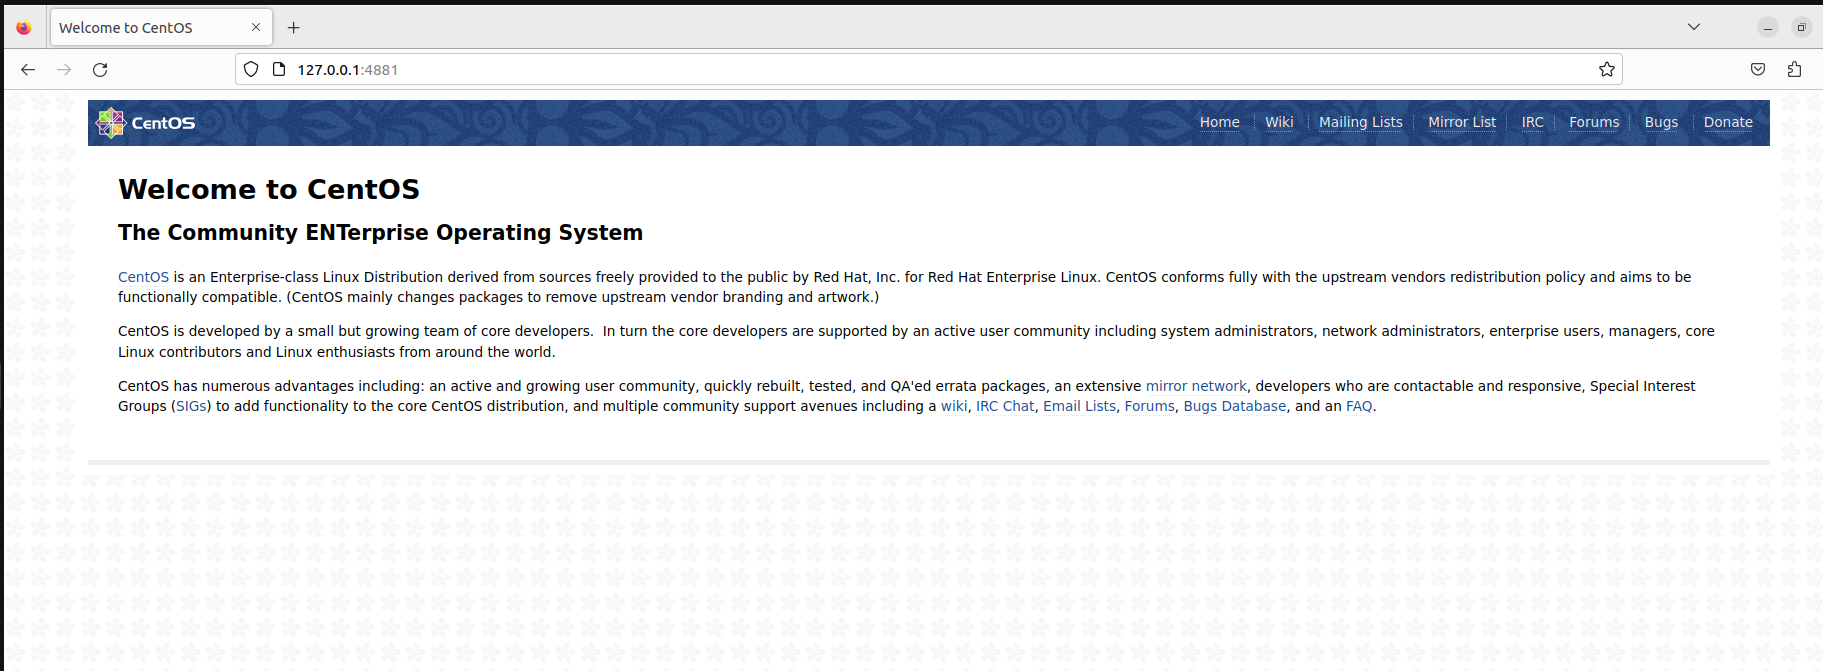 Welcome to CentOS
127.0.0.1:4881
CentOS
Home Wiki Mailing Lists Mirror List IRC Forums Bugs Donate
Welcome to CentOS
The Community ENTerprise Operating System
CentOS is an Enterprise-class Linux Distribution derived from sources freely provided to the public by Red Hat, Inc. for Red Hat Enterprise Linux. CentOS conforms fully with the upstream vendors redistribution policy and aims to be
functionally compatible. (CentOS mainly changes packages to remove upstream vendor branding and artwork.)
CentOS is developed by a small but growing team of core developers.  In turn the core developers are supported by an active user community including system administrators, network administrators, enterprise users, managers, core
Linux contributors and Linux enthusiasts from around the world.
CentOS has numerous advantages including: an active and growing user community, quickly rebuilt, tested, and QA'ed errata packages, an extensive mirror network, developers who are contactable and responsive, Special Interest
Groups (SIGs) to add functionality to the core CentOS distribution, and multiple community support avenues including a wiki, IRC Chat, Email Lists, Forums, Bugs Database, and an FAQ.